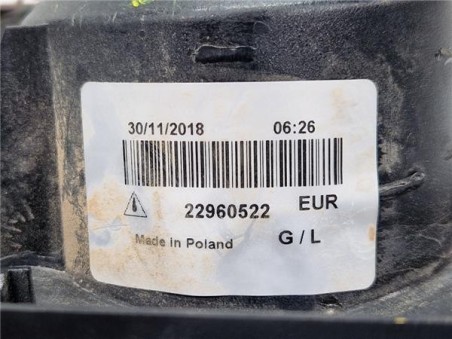 30/11/2018 06:26
22960522 EUR
Made in Poland G / L